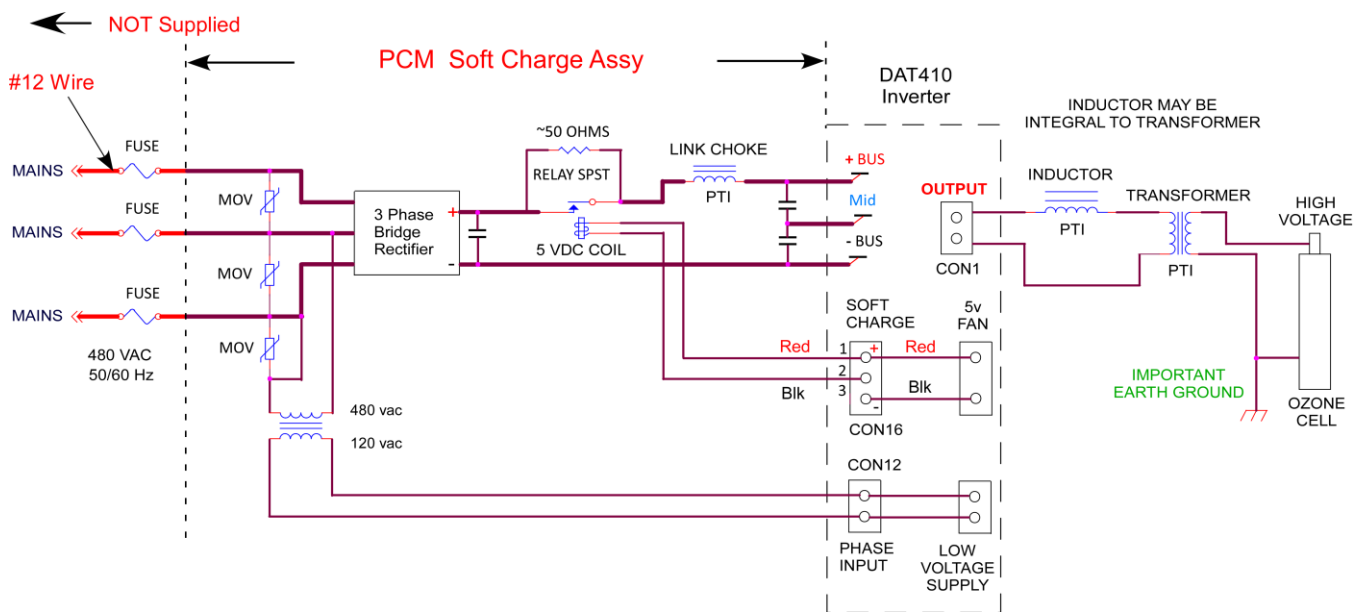 NOT Supplied
#12 Wire
PCM Soft Charge Assy
DAT410
Inverter
INDUCTOR MAY BE
INTEGRAL TO TRANSFORMER
MAINS
FUSE
MAINS
FUSE
MAINS
FUSE
480 VAC
50/60 Hz
MOV
MOV
MOV
3 Phase
Bridge
Rectifier
+
-
~50 OHMS
RELAY SPST
5 VDC COIL
LINK CHOKE
PTI
+ BUS
Mid
- BUS
OUTPUT
CON1
INDUCTOR
PTI
TRANSFORMER
PTI
HIGH
VOLTAGE
IMPORTANT
EARTH GROUND
OZONE
CELL
SOFT
CHARGE
5v
FAN
Red
1
+
Red
2
Blk
3
-
Blk
CON16
480 vac
120 vac
CON12
PHASE
INPUT
LOW
VOLTAGE
SUPPLY